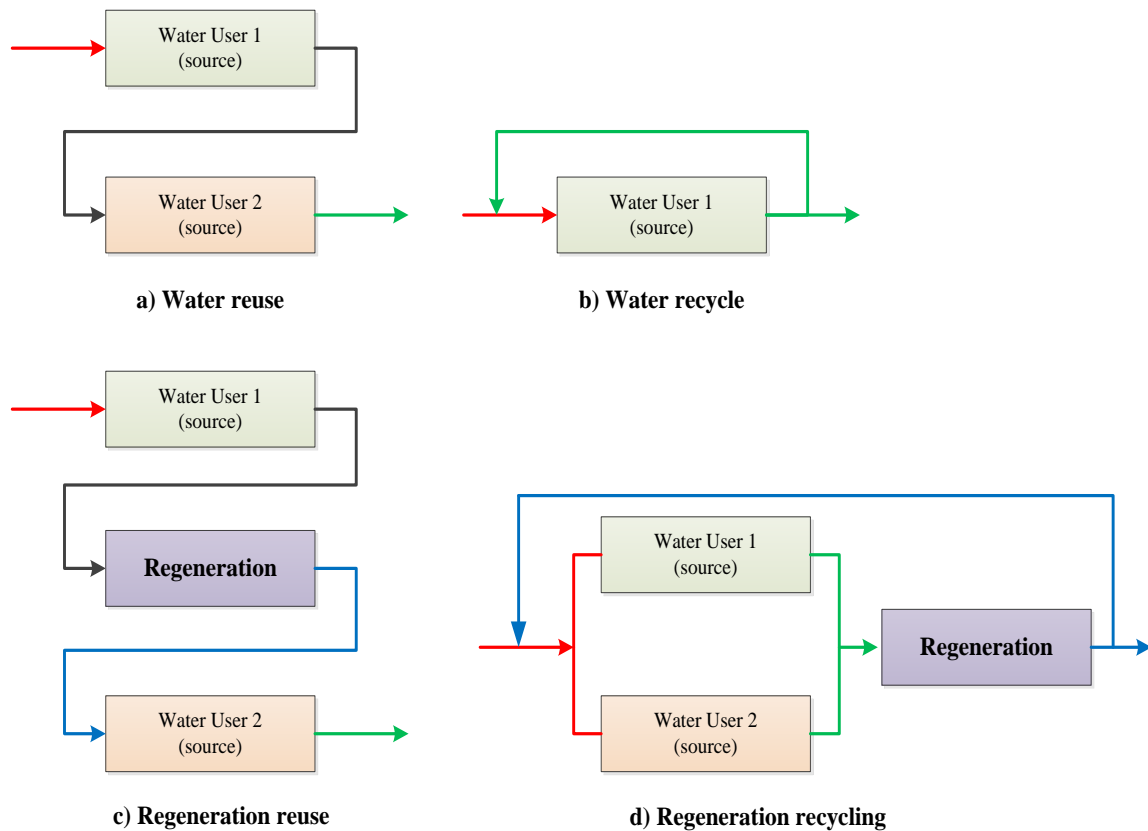 Water User 1
(source)
Water User 2
(source)
a) Water reuse
Water User 1
(source)
b) Water recycle
Water User 1
(source)
Regeneration
Water User 2
(source)
c) Regeneration reuse
Water User 1
(source)
Regeneration
Water User 2
(source)
d) Regeneration recycling